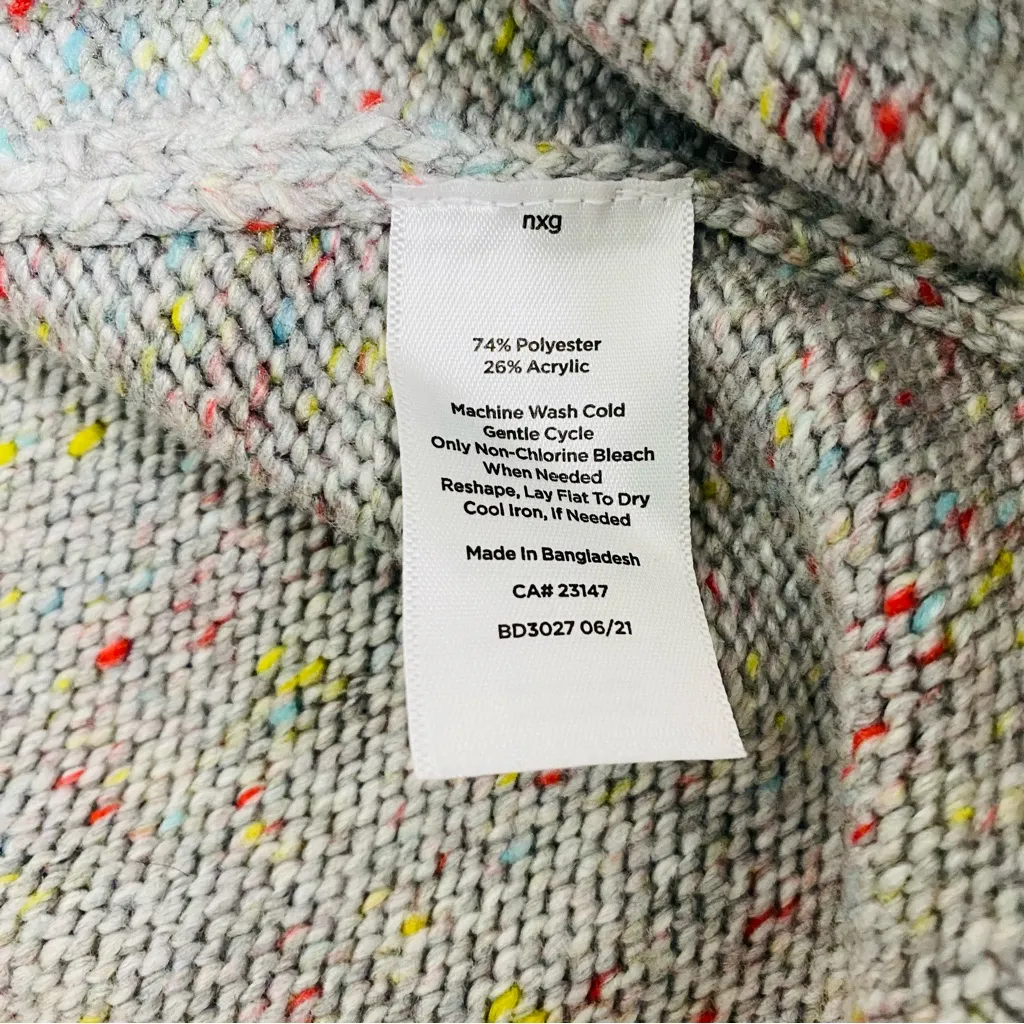 nxg
74% Polyester
26% Acrylic
Machine Wash Cold
Gentle Cycle
Only Non-Chlorine Bleach
When Needed
Reshape, Lay Flat To Dry
Cool Iron, If Needed
Made In Bangladesh
CA# 23147
BD3027 06/21